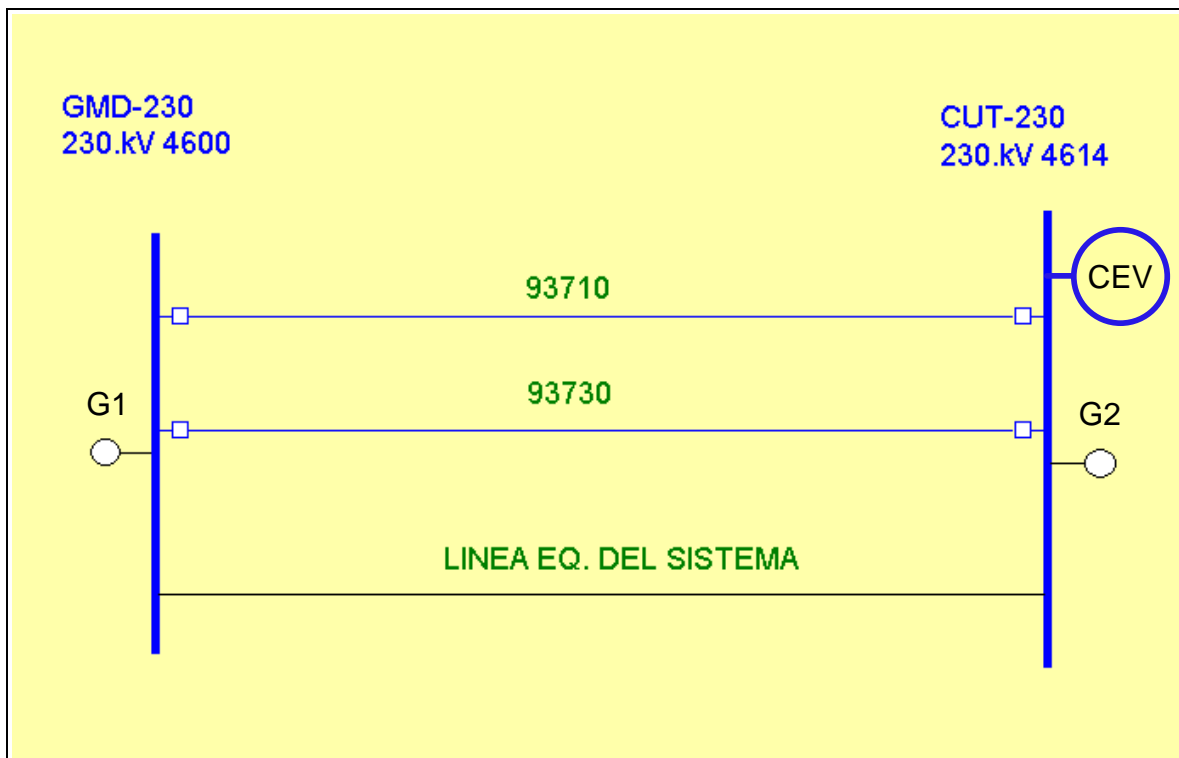 GMD-230
230.kV 4600
CUT-230
230.kV 4614
CEV
93710
93730
G1
G2
LINEA EQ. DEL SISTEMA